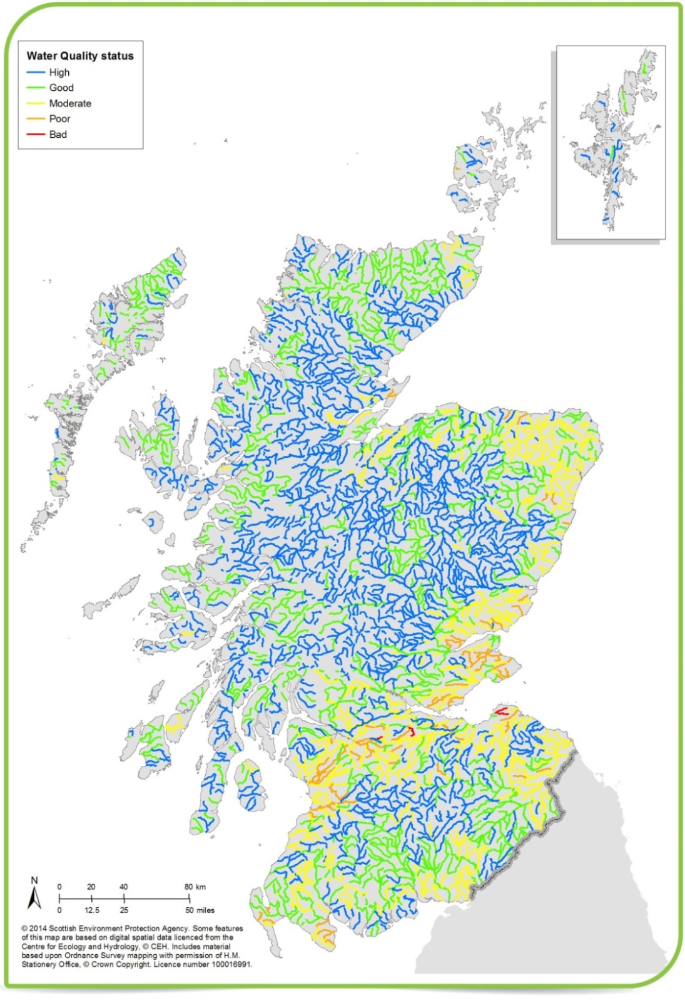 Water Quality status
High
Good
Moderate
Poor
Bad
N
0 20 40 80 km
0 12.5 25 50 miles
© 2014 Scottish Environment Protection Agency. Some features
of this map are based on digital spatial data licenced from the
Centre for Ecology and Hydrology, © CEH. Includes material
based upon Ordnance Survey mapping with permission of H.M.
Stationery Office, © Crown Copyright. Licence number 100016991.